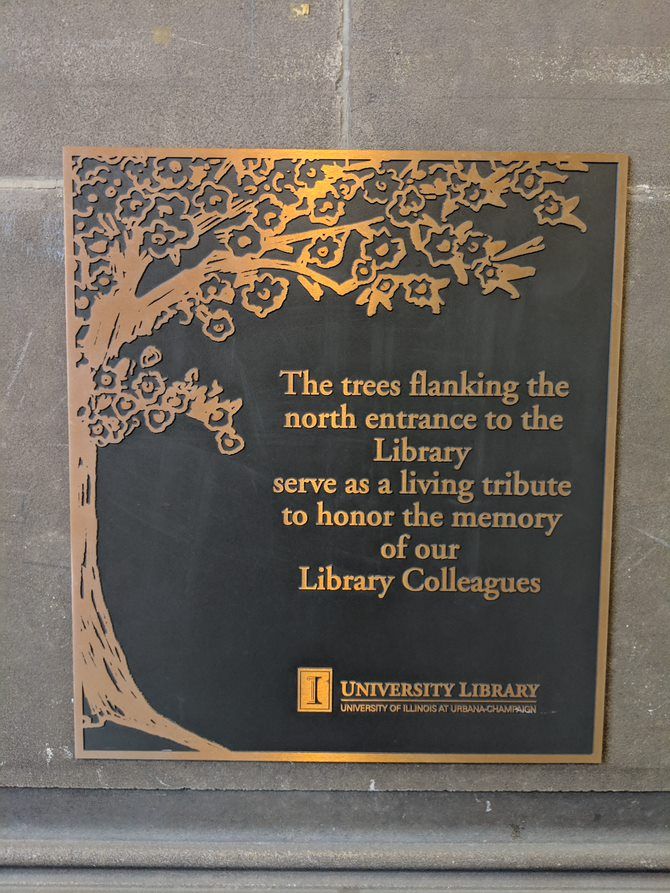 The trees flanking the
north entrance to the
Library
serve as a living tribute
to honor the memory
of our
Library Colleagues
I UNIVERSITY LIBRARY
UNIVERSITY OF ILLINOIS AT URBANA-CHAMPAIGN